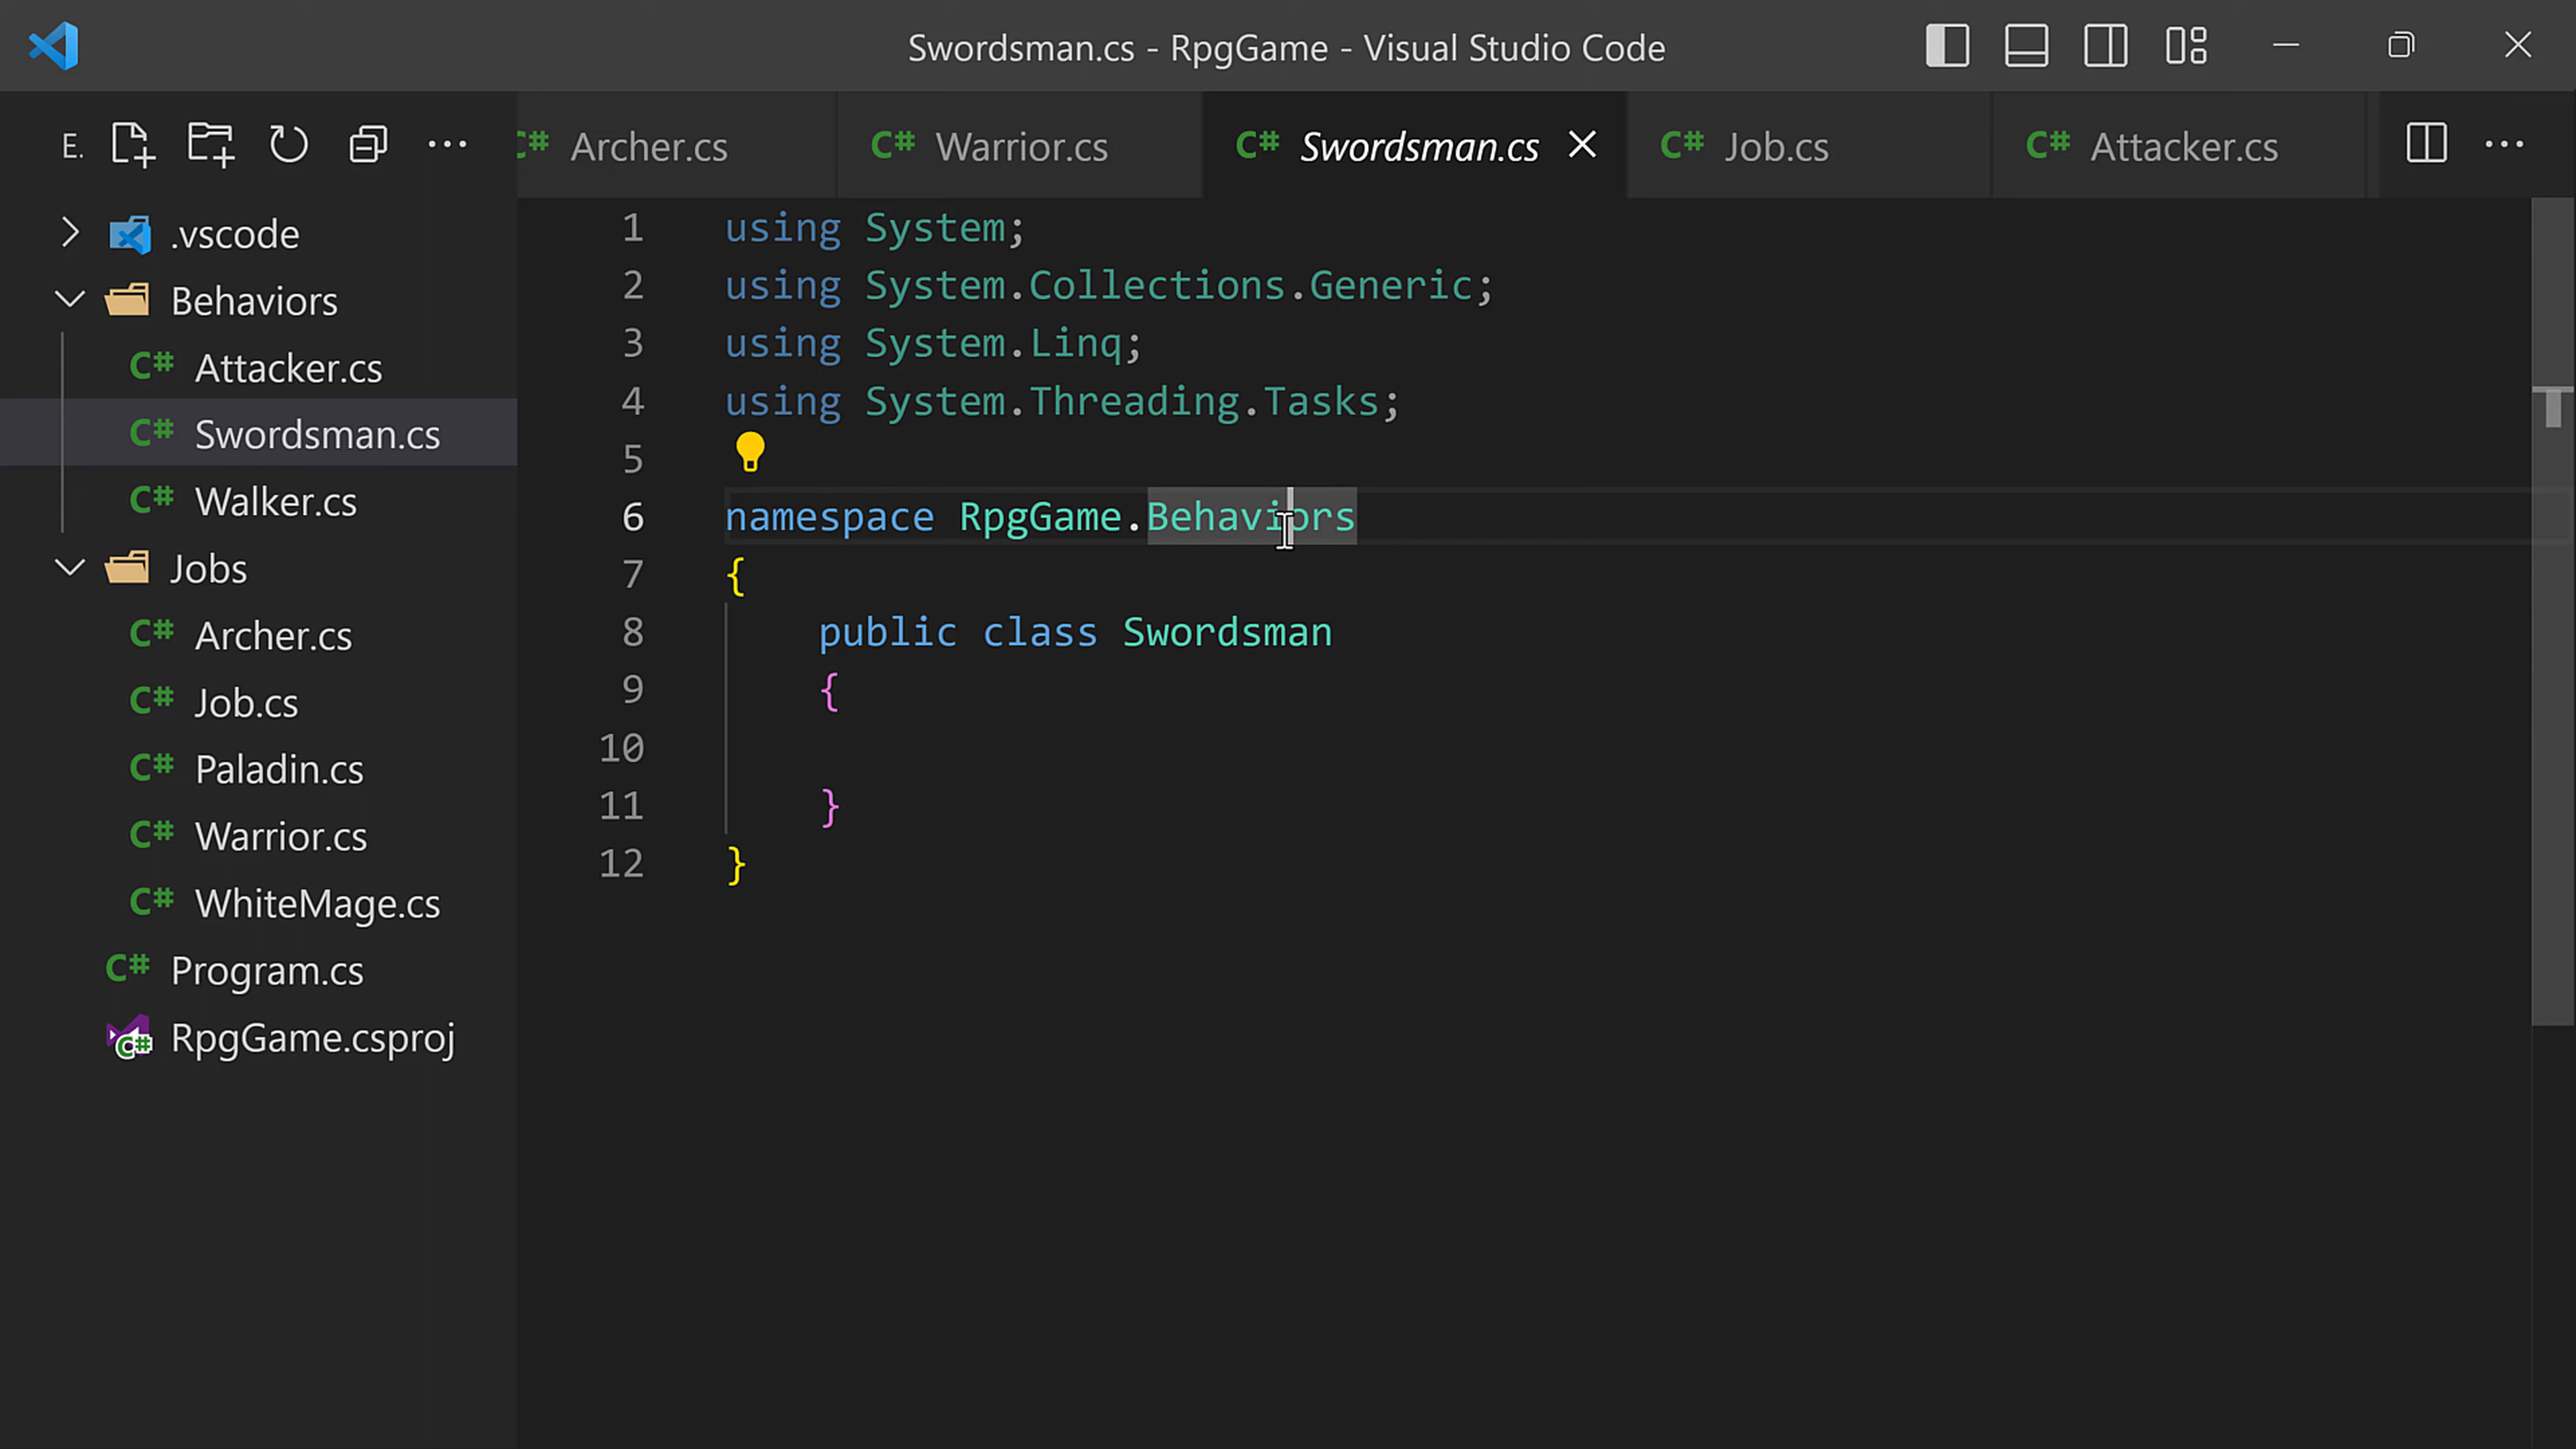 Swordsman.cs - RpgGame - Visual Studio Code
E.
Archer.cs
Warrior.cs
Swordsman.cs
Job.cs
Attacker.cs
.vscode
Behaviors
Attacker.cs
Swordsman.cs
Walker.cs
Jobs
Archer.cs
Job.cs
Paladin.cs
Warrior.cs
WhiteMage.cs
Program.cs
RpgGame.csproj
1 using System;
2 using System.Collections.Generic;
3 using System.Linq;
4 using System.Threading.Tasks;
5
6 namespace RpgGame.Behaviors
7 {
8 public class Swordsman
9 {
10
11 }
12 }